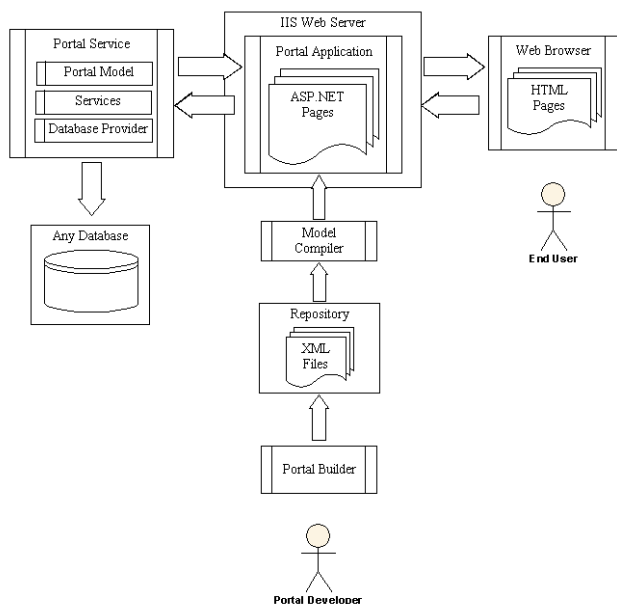 IIS Web Server
Portal Service
Portal Model
Services
Database Provider
Portal Application
ASP.NET
Pages
Web Browser
HTML
Pages
Any Database
Model
Compiler
End User
Repository
XML
Files
Portal Builder
Portal Developer